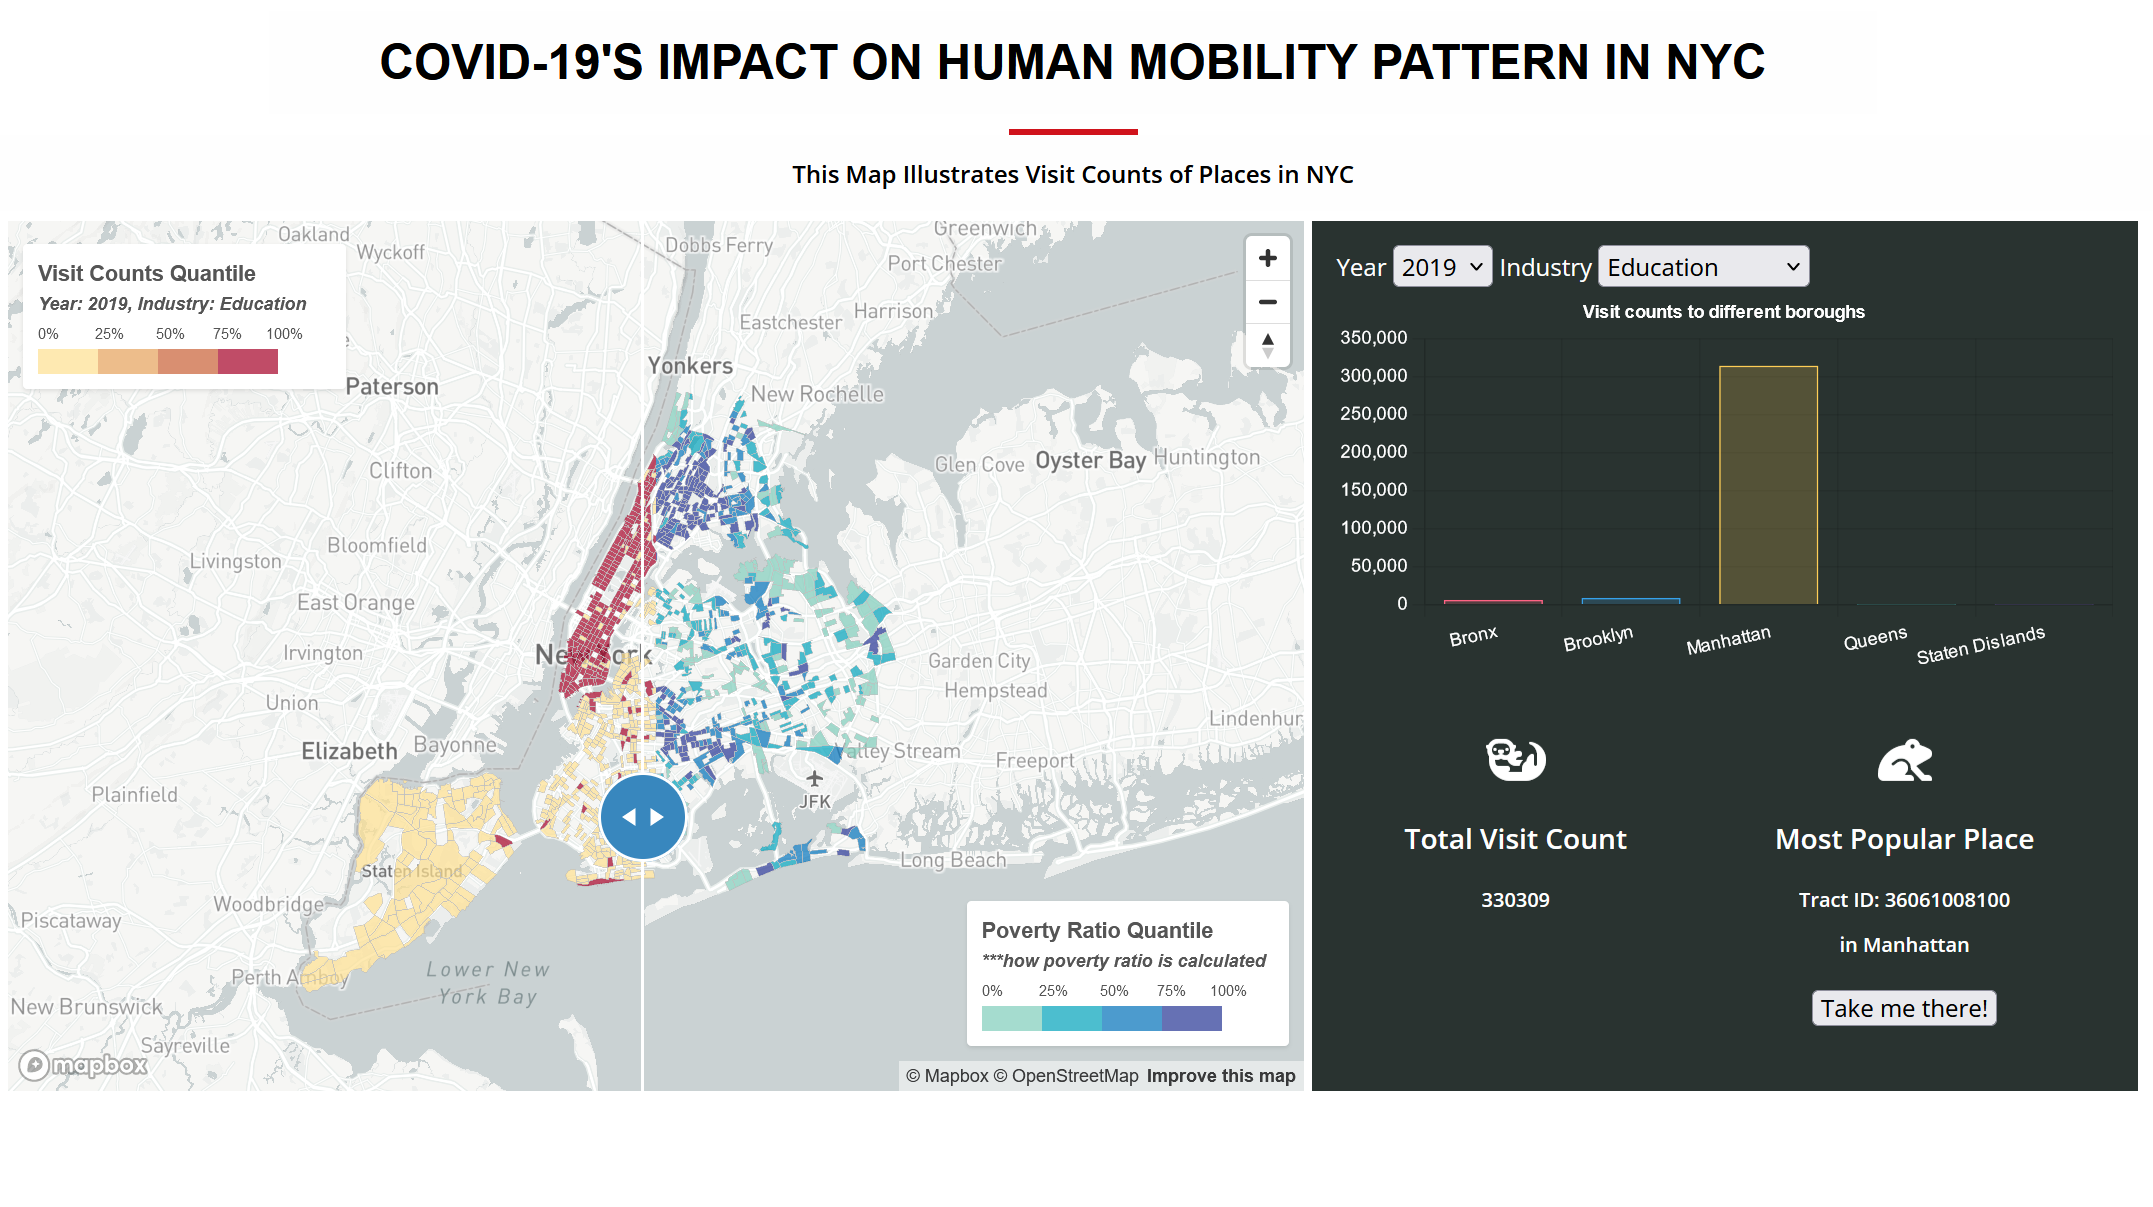 COVID-19'S IMPACT ON HUMAN MOBILITY PATTERN IN NYC
This Map Illustrates Visit Counts of Places in NYC
Visit Counts Quantile
Year: 2019, Industry: Education
0% 25% 50% 75% 100%
Oakland
Wyckoff
Dobbs Ferry
Greenwich
Port Chester
Harrison
Eastchester
Yonkers
New Rochelle
Paterson
Clifton
Glen Cove
Oyster Bay
Huntington
Livingston
Bloomfield
East Orange
Irvington
Garden City
Hempstead
Union
Lindenhur
Elizabeth
Bayonne
alley Stream
Freeport
Plainfield
JFK
Long Beach
Staten Island
Woodbridge
Piscataway
Perth Amboy
Lower New
York Bay
New Brunswick
Sayreville
mapbox
Poverty Ratio Quantile
***how poverty ratio is calculated
0% 25% 50% 75% 100%
© Mapbox © OpenStreetMap Improve this map
Year 2019 Industry Education
Visit counts to different boroughs
350,000
300,000
250,000
200,000
150,000
100,000
50,000
0
Bronx Brooklyn Manhattan Queens Staten Dislands
Total Visit Count
330309
Most Popular Place
Tract ID: 36061008100
in Manhattan
Take me there!